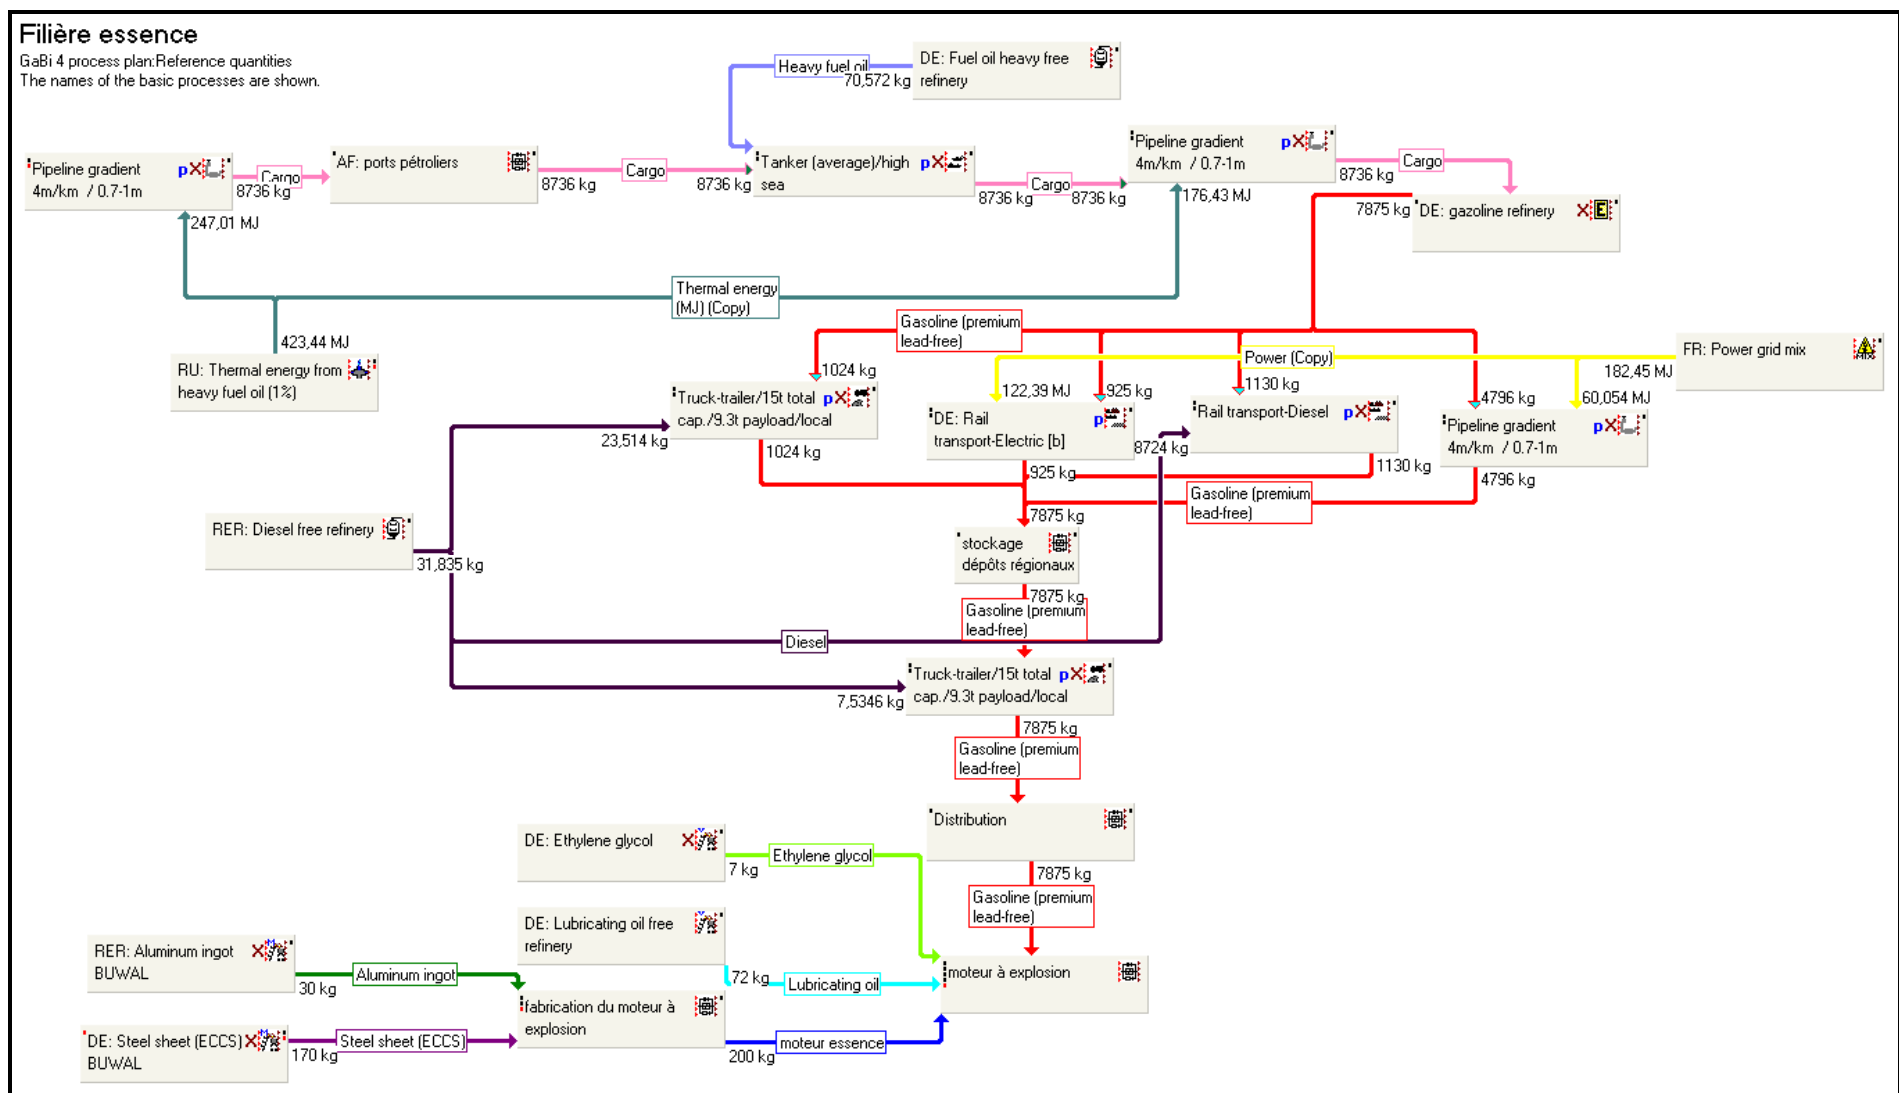 Filière essence
GaBi 4 process plan:Reference quantities
The names of the basic processes are shown.
Heavy fuel oil
70,572 kg
DE: Fuel oil heavy free
refinery
Pipeline gradient
4m/km / 0.7-1m
p
Cargo
8736 kg
AF: ports pétroliers
8736 kg
Cargo
8736 kg
Tanker (average)/high
sea
p
8736 kg
Cargo
8736 kg
Pipeline gradient
4m/km / 0.7-1m
p
8736 kg
Cargo
247,01 MJ
176,43 MJ
7875 kg
DE: gazoline refinery
E
Thermal energy
(MJ) (Copy)
423,44 MJ
RU: Thermal energy from
heavy fuel oil (1%)
Gasoline (premium
lead-free)
Power (Copy)
FR: Power grid mix
MIX
182,45 MJ
1024 kg
122,39 MJ
925 kg
1130 kg
4796 kg
60,054 MJ
Truck-trailer/15t total
cap./9.3t payload/local
p
23,514 kg
1024 kg
DE: Rail
transport-Electric [b]
p
925 kg
8724 kg
Rail transport-Diesel
p
1130 kg
Pipeline gradient
4m/km / 0.7-1m
p
4796 kg
Gasoline (premium
lead-free)
7875 kg
RER: Diesel free refinery
31,835 kg
stockage
dépôts régionaux
7875 kg
Gasoline (premium
lead-free)
Diesel
7,5346 kg
Truck-trailer/15t total
cap./9.3t payload/local
p
7875 kg
Gasoline (premium
lead-free)
Distribution
7875 kg
Gasoline (premium
lead-free)
DE: Ethylene glycol
7 kg
Ethylene glycol
DE: Lubricating oil free
refinery
72 kg
Lubricating oil
RER: Aluminum ingot
BUWAL
30 kg
Aluminum ingot
fabrication du moteur à
explosion
200 kg
moteur essence
moteur à explosion
DE: Steel sheet (ECCS)
BUWAL
170 kg
Steel sheet (ECCS)